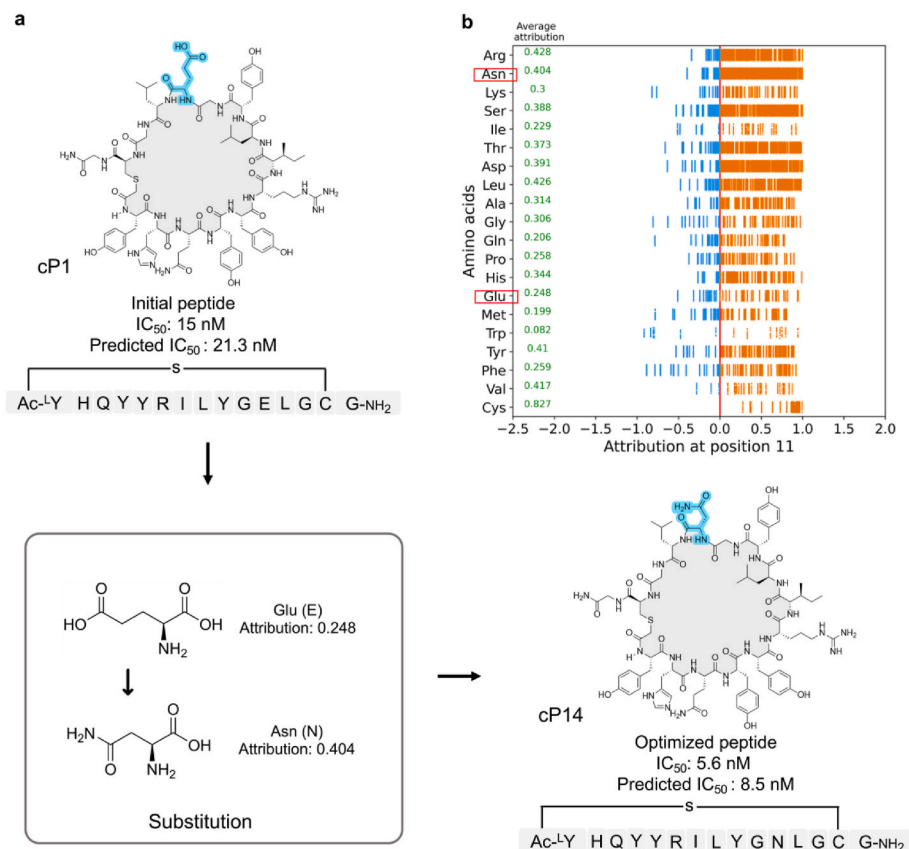 a
cP1
Initial peptide
IC50: 15 nM
Predicted IC50 : 21.3 nM
S
Ac-ᴸY H Q Y Y R I L Y G E L G C G-NH2
Glu (E)
Attribution: 0.248
Asn (N)
Attribution: 0.404
Substitution
b
Average
attribution
Amino acids
Arg 0.428
Asn 0.404
Lys 0.3
Ser 0.388
Ile 0.229
Thr 0.373
Asp 0.391
Leu 0.426
Ala 0.314
Gly 0.306
Gln 0.206
Pro 0.258
His 0.344
Glu 0.248
Met 0.199
Trp 0.082
Tyr 0.41
Phe 0.259
Val 0.417
Cys 0.827
−2.5 −2.0 −1.5 −1.0 −0.5 0.0 0.5 1.0 1.5 2.0
Attribution at position 11
cP14
Optimized peptide
IC50: 5.6 nM
Predicted IC50 : 8.5 nM
S
Ac-ᴸY H Q Y Y R I L Y G N L G C G-NH2